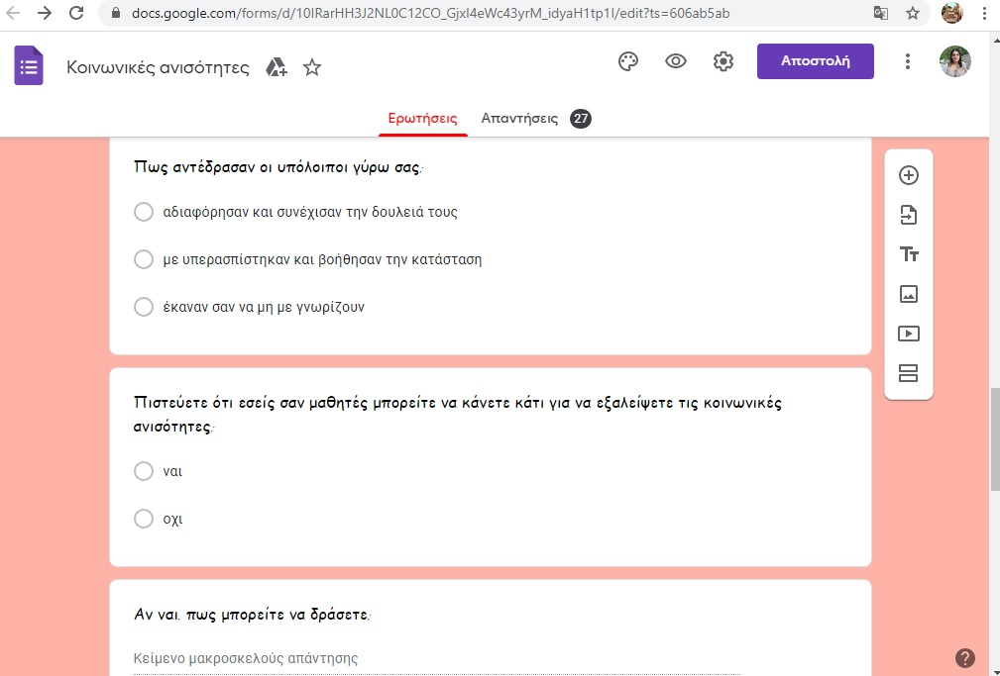 docs.google.com/forms/d/10IRarHH3J2NL0C12CO_Gjxl4eWc43yrM_idyaH1tp1I/edit?ts=606ab5ab
Κοινωνικές ανισότητες
Αποστολή
Ερωτήσεις Απαντήσεις 27
Πως αντέδρασαν οι υπόλοιποι γύρω σας;
αδιαφόρησαν και συνέχισαν την δουλειά τους
με υπερασπίστηκαν και βοήθησαν την κατάσταση
έκαναν σαν να μη με γνωρίζουν
Πιστεύετε ότι εσείς σαν μαθητές μπορείτε να κάνετε κάτι για να εξαλείψετε τις κοινωνικές
ανισότητες;
ναι
οχι
Αν ναι, πως μπορείτε να δράσετε;
Κείμενο μακροσκελούς απάντησης